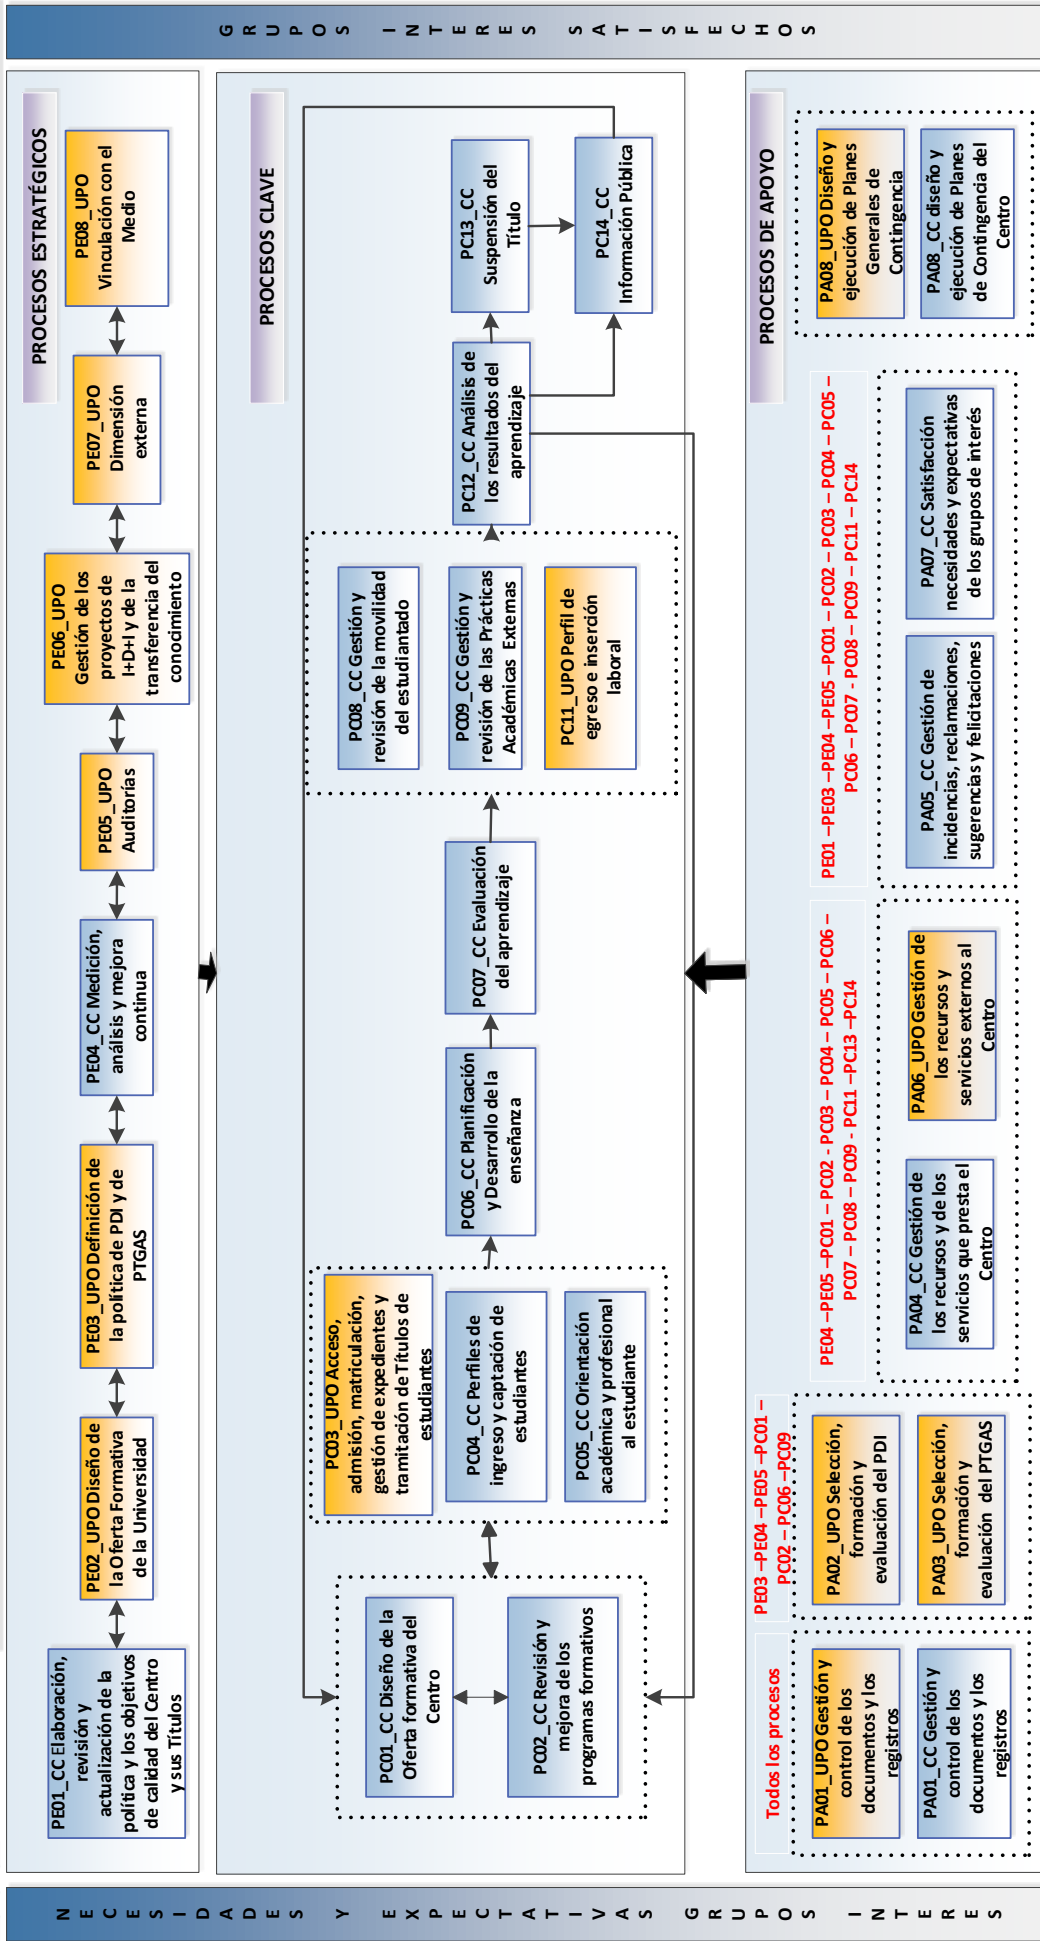 NECESIDADES Y EXPECTATIVAS GRUPOS INTERES
PROCESOS ESTRATÉGICOS
PE01_CC Elaboración,
revisión y
actualización de la
política y los objetivos
de calidad del Centro
y sus Títulos
PE02_UPO Diseño de
la Oferta Formativa
de la Universidad
PE03_UPO Definición de
la política de PDI y de
PTGAS
PE04_CC Medición,
análisis y mejora
continua
PE05_UPO
Auditorías
PE06_UPO
Gestión de los
proyectos de
I+D+I y de la
transferencia del
conocimiento
PE07_UPO
Dimensión
externa
PE08_UPO
Vinculación con el
Medio
PROCESOS CLAVE
PC01_CC Diseño de la
Oferta formativa del
Centro
PC02_CC Revisión y
mejora de los
programas formativos
PC03_UPO Acceso,
admisión, matriculación,
gestión de expedientes y
tramitación de Títulos de
estudiantes
PC04_CC Perfiles de
ingreso y captación de
estudiantes
PC05_CC Orientación
académica y profesional
al estudiante
PC06_CC Planificación
y Desarrollo de la
enseñanza
PC07_CC Evaluación
del aprendizaje
PC08_CC Gestión y
revisión de la movilidad
del estudiantado
PC09_CC Gestión y
revisión de las Prácticas
Académicas Externas
PC11_UPO Perfil de
egreso e inserción
laboral
PC12_CC Análisis de
los resultados del
aprendizaje
PC13_CC
Suspensión del
Título
PC14_CC
Información Pública
PROCESOS DE APOYO
Todos los procesos
PA01_UPO Gestión y
control de los
documentos y los
registros
PA01_CC Gestión y
control de los
documentos y los
registros
PE03 –PE04 –PE05 –PC01 –
PC02 – PC06 –PC09
PA02_UPO Selección,
formación y
evaluación del PDI
PA03_UPO Selección,
formación y
evaluación del PTGAS
PE04 –PE05 –PC01 – PC02 - PC03 – PC04 – PC05 – PC06 –
PC07 – PC08 – PC09 - PC11 –PC13 –PC14
PA04_CC Gestión de
los recursos y de los
servicios que presta el
Centro
PA06_UPO Gestión de
los recursos y
servicios externos al
Centro
PE01 –PE03 –PE04 –PE05 –PC01 – PC02 – PC03 – PC04 – PC05 –
PC06 – PC07 - PC08 – PC09 – PC11 – PC14
PA05_CC Gestión de
incidencias, reclamaciones,
sugerencias y felicitaciones
PA07_CC Satisfacción
necesidades y expectativas
de los grupos de interés
PA08_UPO Diseño y
ejecución de Planes
Generales de
Contingencia
PA08_CC diseño y
ejecución de Planes
de Contingencia del
Centro
GRUPOS INTERES SATISFECHOS